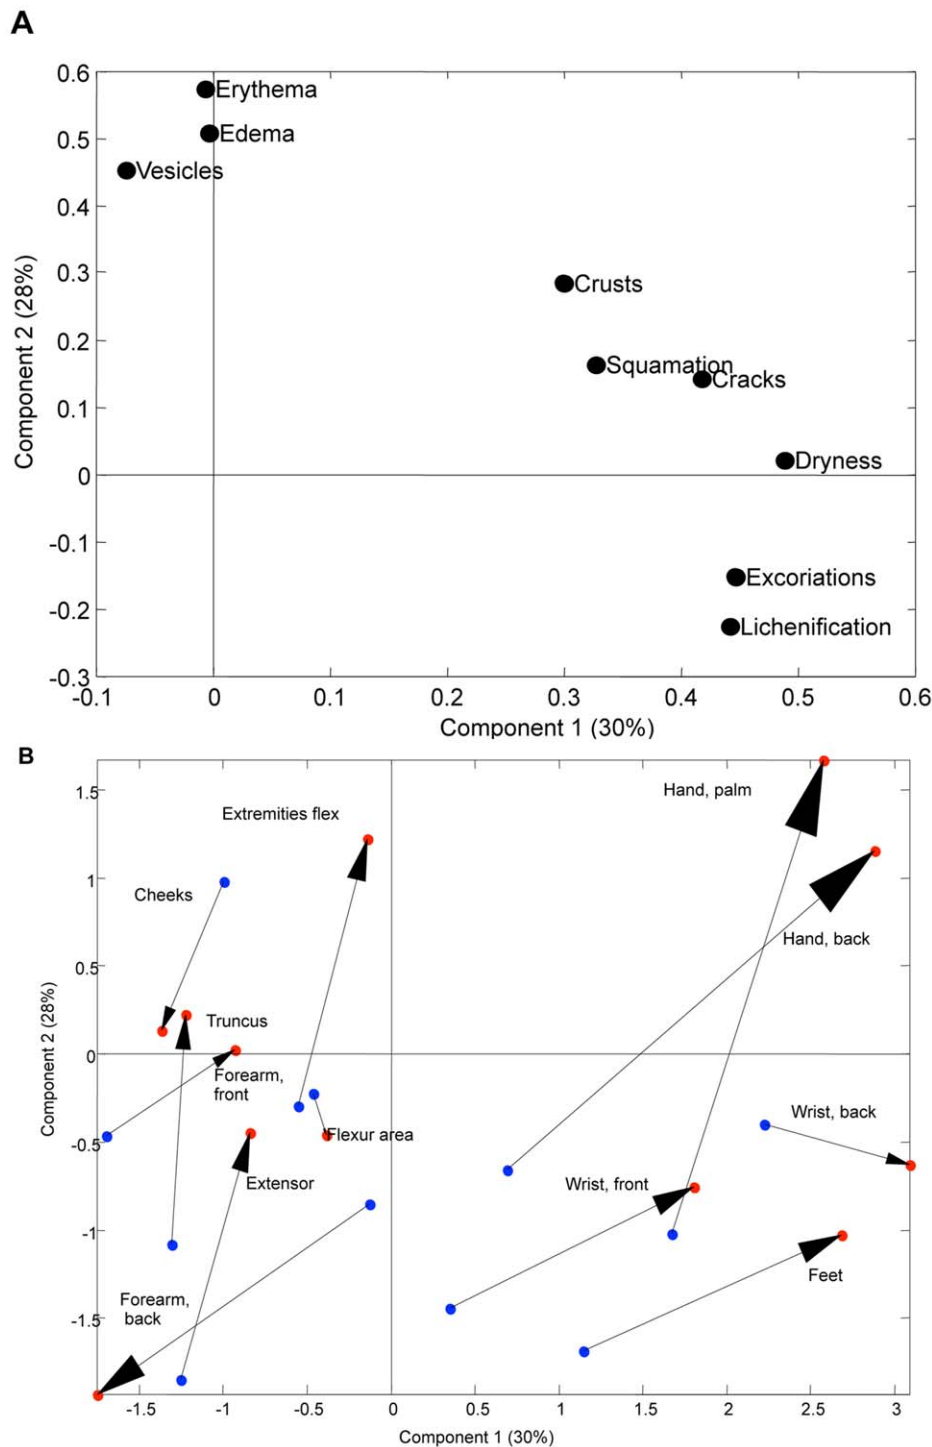 A
0.6
Erythema
0.5
Edema
Vesicles
0.4
0.3
Crusts
0.2
Squamation
Cracks
0.1
Dryness
0
-0.1
Excoriations
-0.2
Lichenification
-0.3
-0.1 0 0.1 0.2 0.3 0.4 0.5 0.6
Component 1 (30%)
Component 2 (28%)
B
1.5
Hand, palm
Extremities flex
1
Cheeks
Hand, back
0.5
Truncus
0
Forearm,
front
Wrist, back
-0.5
Flexur area
Extensor
Wrist, front
-1
Feet
Forearm,
back
-1.5
-1.5 -1 -0.5 0 0.5 1 1.5 2 2.5 3
Component 1 (30%)
Component 2 (28%)